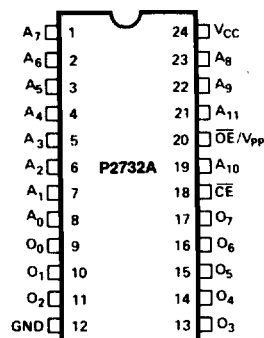 A7 1 24 VCC
A6 2 23 A8
A5 3 22 A9
A4 4 21 A11
A3 5 20 O̅E̅/VPP
A2 6 P2732A 19 A10
A1 7 18 C̅E̅
A0 8 17 O7
O0 9 16 O6
O1 10 15 O5
O2 11 14 O4
GND 12 13 O3